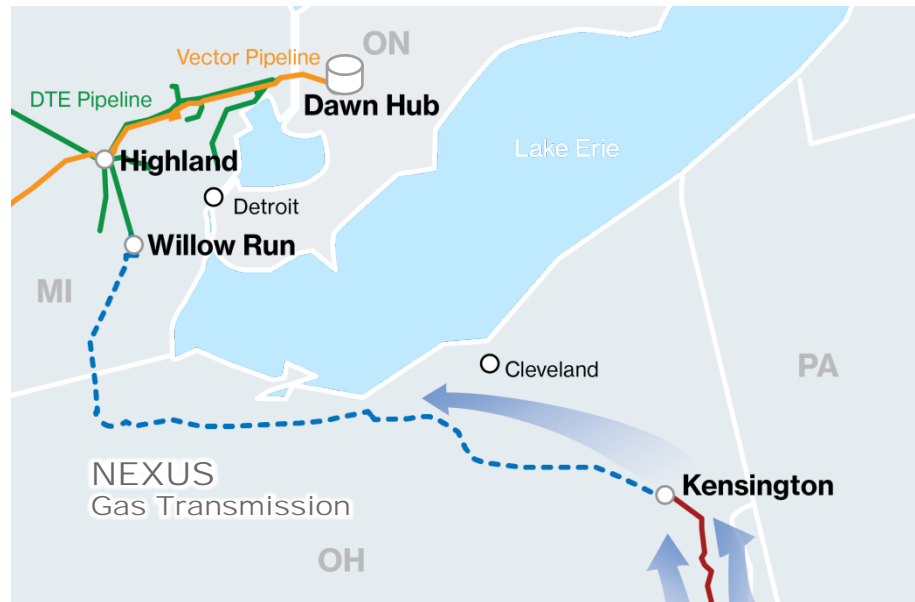 ON
Vector Pipeline
DTE Pipeline
Dawn Hub
Lake Erie
Highland
Detroit
Willow Run
MI
Cleveland
PA
NEXUS
Gas Transmission
Kensington
OH